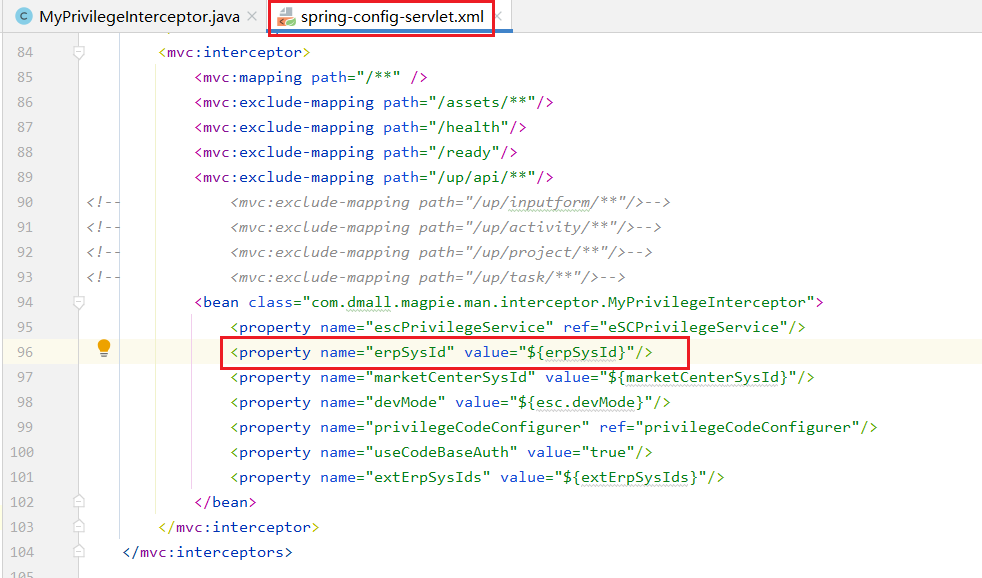 MyPrivilegeInterceptor.java
spring-config-servlet.xml
84 <mvc:interceptor>
85 <mvc:mapping path="/**" />
86 <mvc:exclude-mapping path="/assets/**"/>
87 <mvc:exclude-mapping path="/health"/>
88 <mvc:exclude-mapping path="/ready"/>
89 <mvc:exclude-mapping path="/up/api/**"/>
90 <!-- <mvc:exclude-mapping path="/up/inputform/**"/>-->
91 <!-- <mvc:exclude-mapping path="/up/activity/**"/>-->
92 <!-- <mvc:exclude-mapping path="/up/project/**"/>-->
93 <!-- <mvc:exclude-mapping path="/up/task/**"/>-->
94 <bean class="com.dmall.magpie.man.interceptor.MyPrivilegeInterceptor">
95 <property name="escPrivilegeService" ref="eSCPrivilegeService"/>
96 <property name="erpSysId" value="${erpSysId}"/>
97 <property name="marketCenterSysId" value="${marketCenterSysId}"/>
98 <property name="devMode" value="${esc.devMode}"/>
99 <property name="privilegeCodeConfigurer" ref="privilegeCodeConfigurer"/>
100 <property name="useCodeBaseAuth" value="true"/>
101 <property name="extErpSysIds" value="${extErpSysIds}"/>
102 </bean>
103 </mvc:interceptor>
104 </mvc:interceptors>
105